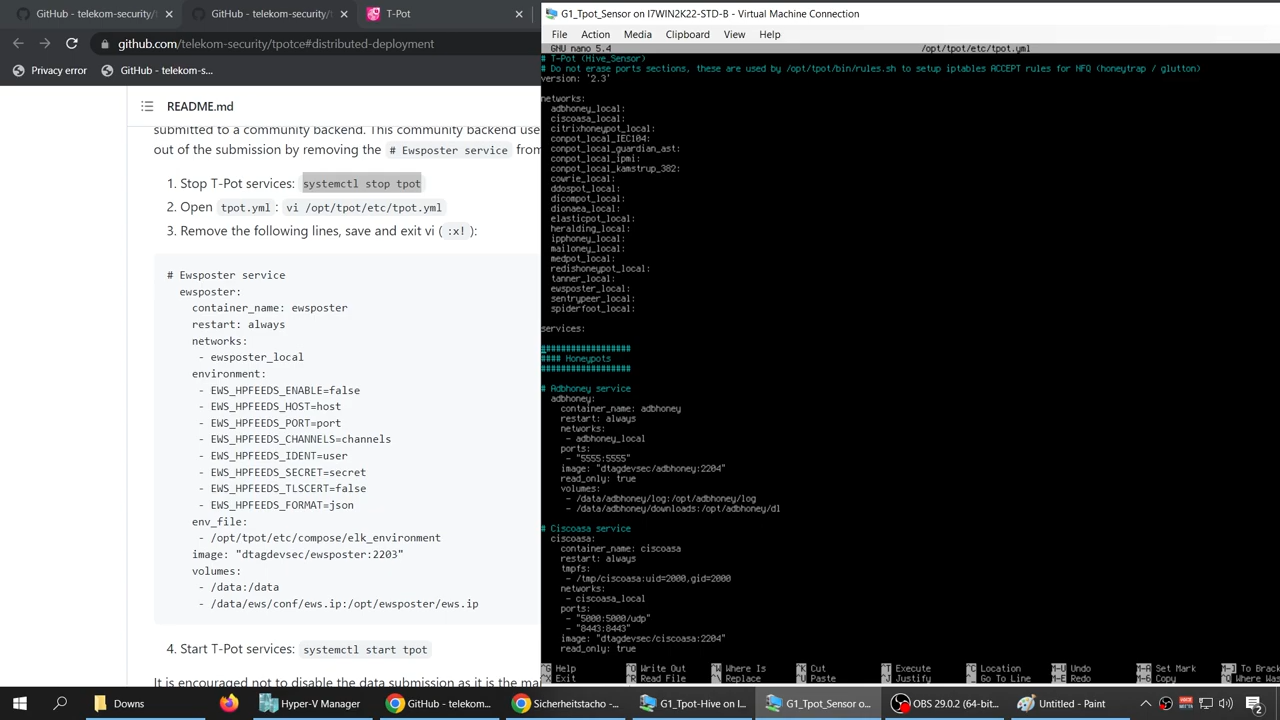 GitHub - telekom-security/tpotc
T-Pot
github.com/telekom-security/tpotce#distributed-deployment
Privacy error
GitHub - telekom-s...
README.md
submitted to a community backend. This community backend use
out of the submission by removing the # Ewsposter service from
1. Stop T-Pot services: systemctl stop tpot
2. Open tpot.yml : vi /opt/tpot/etc/tpot.yml
3. Remove the following lines, save and exit vi ( :x! ):
# Ewsposter service
ewsposter:
container_name: ewsposter
restart: always
networks:
- ewsposter_local
environment:
- EWS_HPFEEDS_ENABLE=false
- EWS_HPFEEDS_HOST=host
- EWS_HPFEEDS_PORT=port
- EWS_HPFEEDS_CHANNELS=channels
- EWS_HPFEEDS_IDENT=user
- EWS_HPFEEDS_SECRET=secret
- EWS_HPFEEDS_TLSCERT=false
- EWS_HPFEEDS_FORMAT=json
env_file:
- /opt/tpot/etc/compose/elk_environment
image: "dtagdevsec/ewsposter:2203"
volumes:
- /data:/data
- /data/ews/conf/ews.ip:/opt/ewsposter/ews.ip
4. Start T-Pot services: systemctl start tpot
It is encouraged not to disable the data submission as it is the ma
G1_Tpot_Sensor on I7WIN2K22-STD-B - Virtual Machine Connection
File Action Media Clipboard View Help
GNU nano 5.4 /opt/tpot/etc/tpot.yml
# T-Pot (Hive_Sensor)
# Do not erase ports sections, these are used by /opt/tpot/bin/rules.sh to setup iptables ACCEPT rules for NFQ (honeytrap / glutton)
version: '2.3'
networks:
adbhoney_local:
ciscoasa_local:
citrixhoneypot_local:
conpot_local_IEC104:
conpot_local_guardian_ast:
conpot_local_ipmi:
conpot_local_kamstrup_382:
cowrie_local:
ddospot_local:
dicompot_local:
dionaea_local:
elasticpot_local:
heralding_local:
ipphoney_local:
mailoney_local:
medpot_local:
redishoneypot_local:
tanner_local:
ewsposter_local:
sentrypeer_local:
spiderfoot_local:
services:
##################
#### Honeypots
##################
# Adbhoney service
adbhoney:
container_name: adbhoney
restart: always
networks:
- adbhoney_local
ports:
- "5555:5555"
image: "dtagdevsec/adbhoney:2204"
read_only: true
volumes:
- /data/adbhoney/log:/opt/adbhoney/log
- /data/adbhoney/downloads:/opt/adbhoney/dl
# Ciscoasa service
ciscoasa:
container_name: ciscoasa
restart: always
tmpfs:
- /tmp/ciscoasa:uid=2000,gid=2000
networks:
- ciscoasa_local
ports:
- "5000:5000/udp"
- "8443:8443"
image: "dtagdevsec/ciscoasa:2204"
read_only: true
^G Help ^O Write Out ^W Where Is ^K Cut ^T Execute ^C Location M-U Undo M-A Set Mark M-] To Brack
^X Exit ^R Read File ^\ Replace ^U Paste ^J Justify ^_ Go To Line M-E Redo M-6 Copy ^Q Where Was
Downs
Hyper-V Manager
GitHub - telekom...
Sicherheitstacho -...
G1_Tpot-Hive on I...
G1_Tpot_Sensor o...
OBS 29.0.2 (64-bit...
Untitled - Paint
2